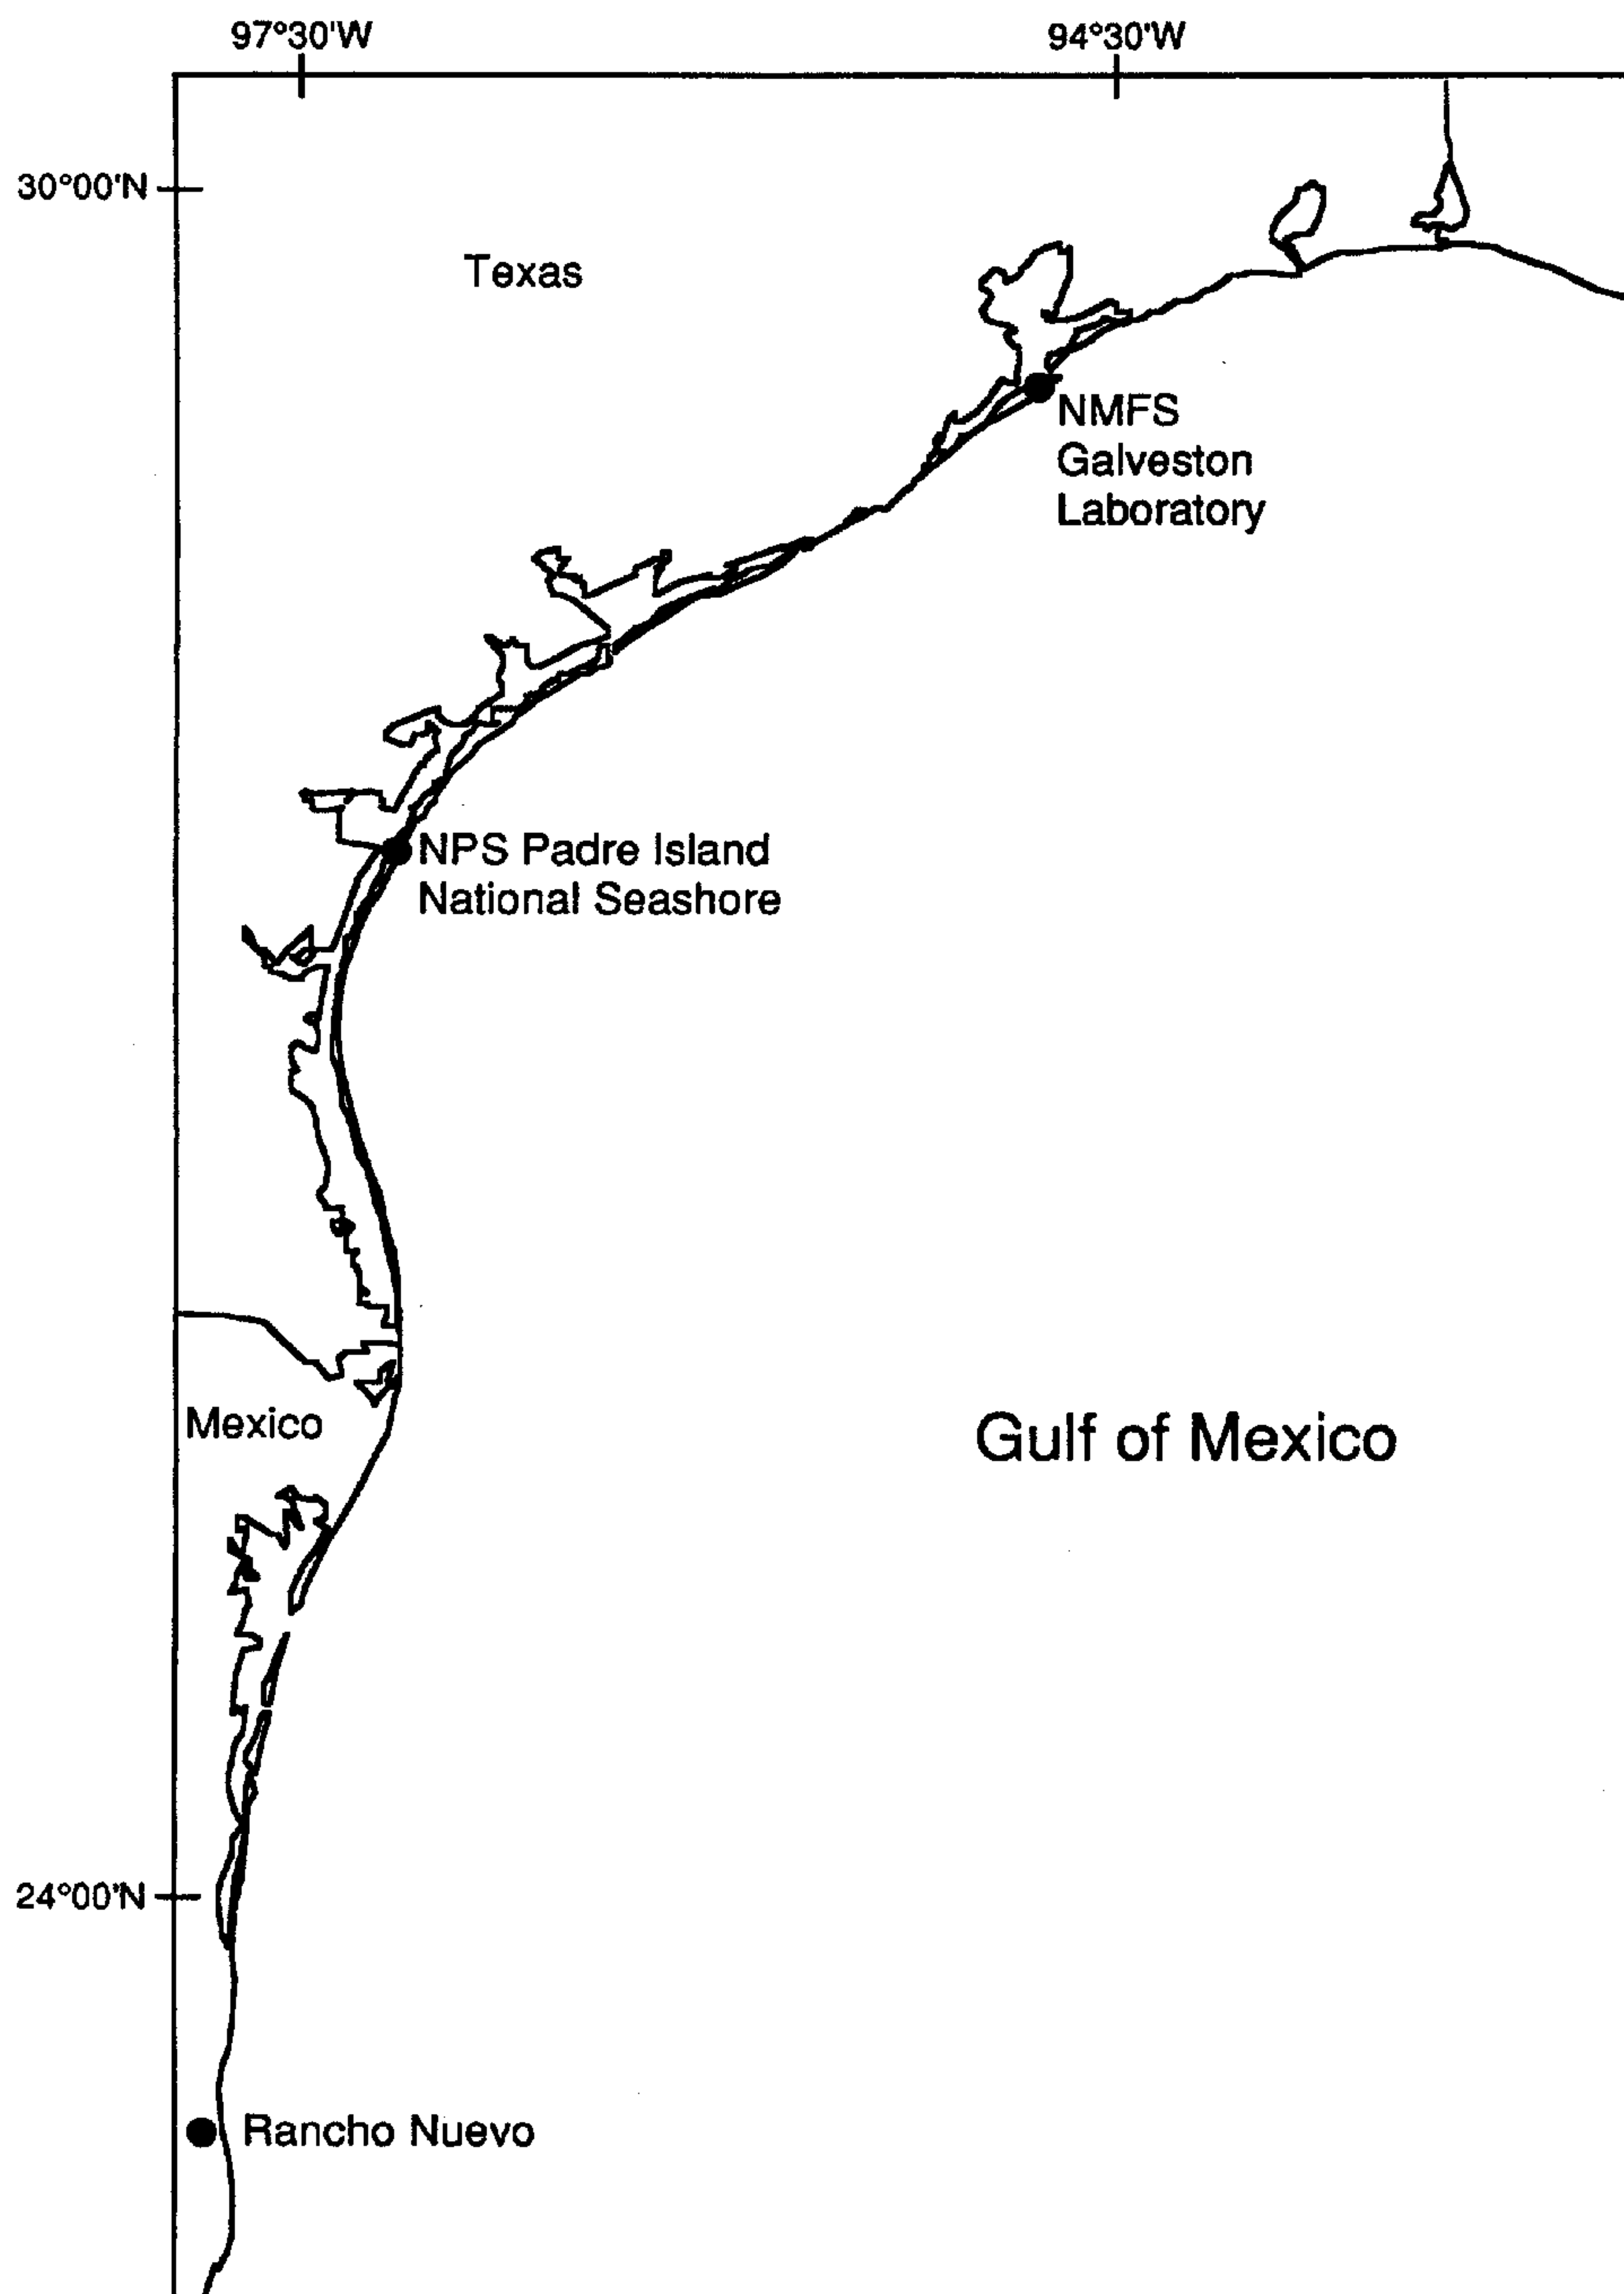 97°30'W
94°30'W
30°00'N
Texas
NMFS
Galveston
Laboratory
NPS Padre Island
National Seashore
Mexico
Gulf of Mexico
24°00'N
Rancho Nuevo